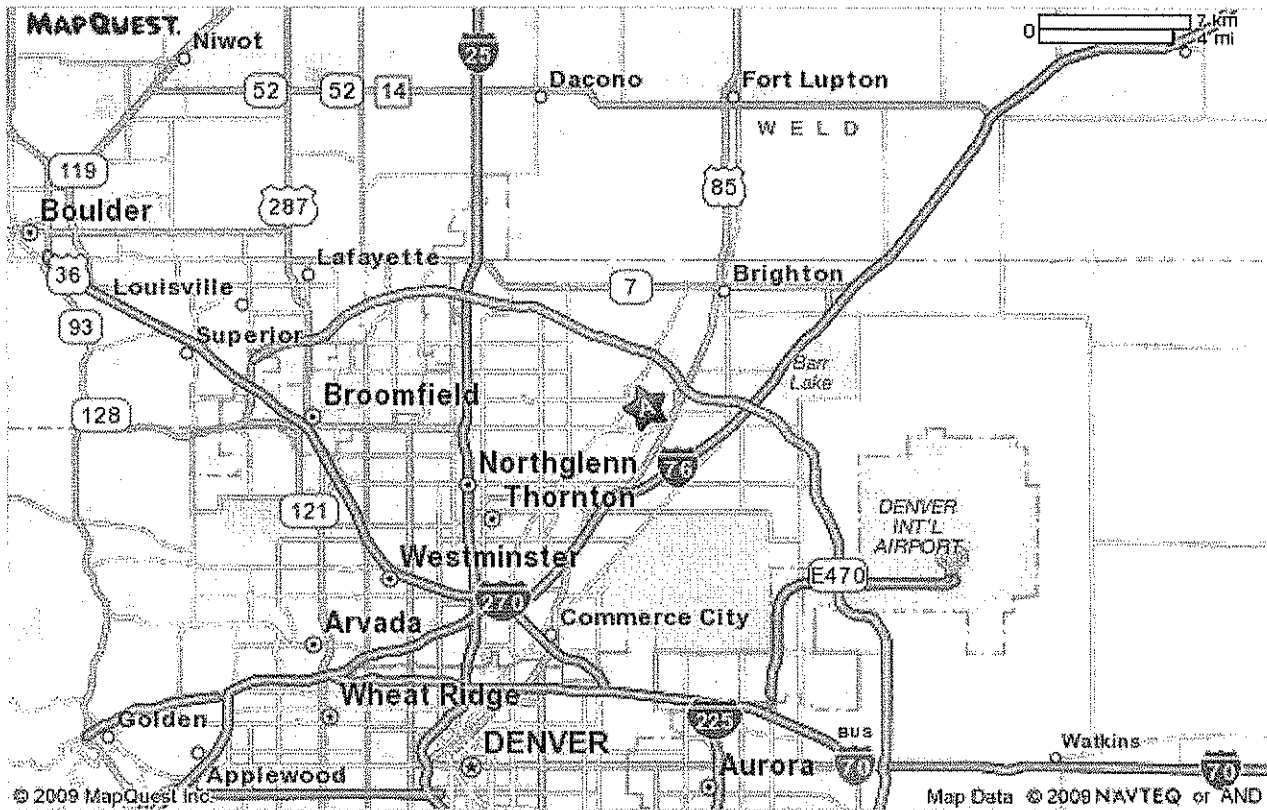 MAPQUEST.
Niwot
25
0
7 km
4 mi
52
52
14
Dacono
Fort Lupton
WELD
119
85
Boulder
287
36
Lafayette
Louisville
7
Brighton
93
Superior
Barr
Lake
Broomfield
128
Northglenn
76
Thornton
121
DENVER
INT'L
AIRPORT
Westminster
E470
270
Commerce City
Arvada
Wheat Ridge
Golden
225
BUS
70
DENVER
Watkins
70
Applewood
Aurora
© 2009 MapQuest Inc.
Map Data © 2009 NAVTEQ or AND